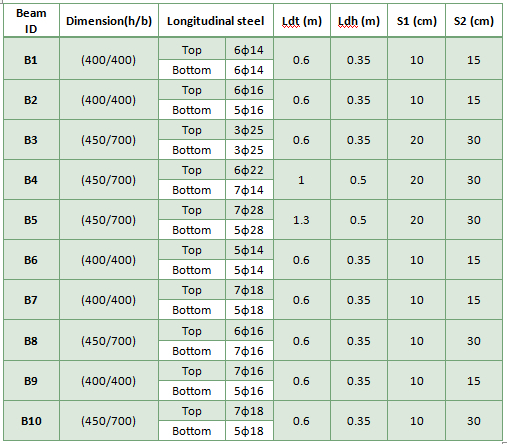 Beam ID Dimension(h/b) Longitudinal steel Ldt (m) Ldh (m) S1 (cm) S2 (cm)
B1 (400/400) Top 6ϕ14 0.6 0.35 10 15
Bottom 6ϕ14
B2 (400/400) Top 6ϕ16 0.6 0.35 10 15
Bottom 5ϕ16
B3 (450/700) Top 3ϕ25 0.6 0.35 20 30
Bottom 3ϕ25
B4 (450/700) Top 6ϕ22 1 0.5 20 30
Bottom 7ϕ14
B5 (450/700) Top 7ϕ28 1.3 0.5 20 30
Bottom 5ϕ28
B6 (400/400) Top 5ϕ14 0.6 0.35 10 15
Bottom 5ϕ14
B7 (400/400) Top 7ϕ18 0.6 0.35 10 15
Bottom 5ϕ18
B8 (450/700) Top 6ϕ16 0.6 0.35 10 30
Bottom 7ϕ16
B9 (400/400) Top 7ϕ16 0.6 0.35 10 15
Bottom 5ϕ16
B10 (450/700) Top 7ϕ18 0.6 0.35 10 30
Bottom 5ϕ18